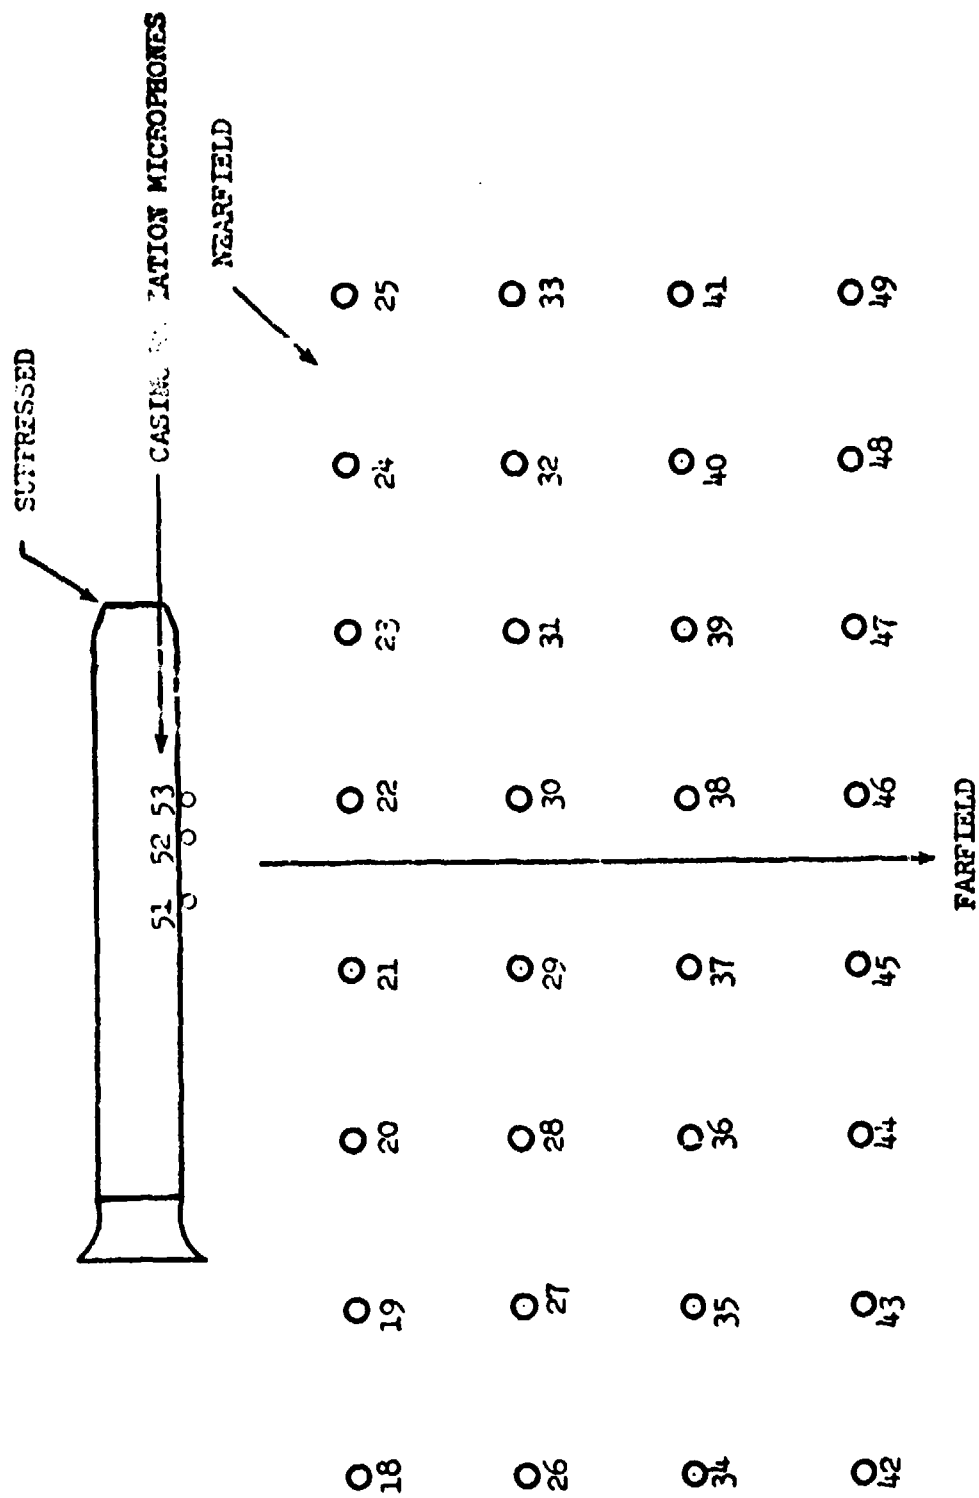 SUPPRESSED
CASING
MICROPHONES
NEARFIELD
51 52 53
18 19 20 21 22 23 24 25
26 27 28 29 30 31 32 33
34 35 36 37 38 39 40 41
42 43 44 45 46 47 48 49
FARFIELD